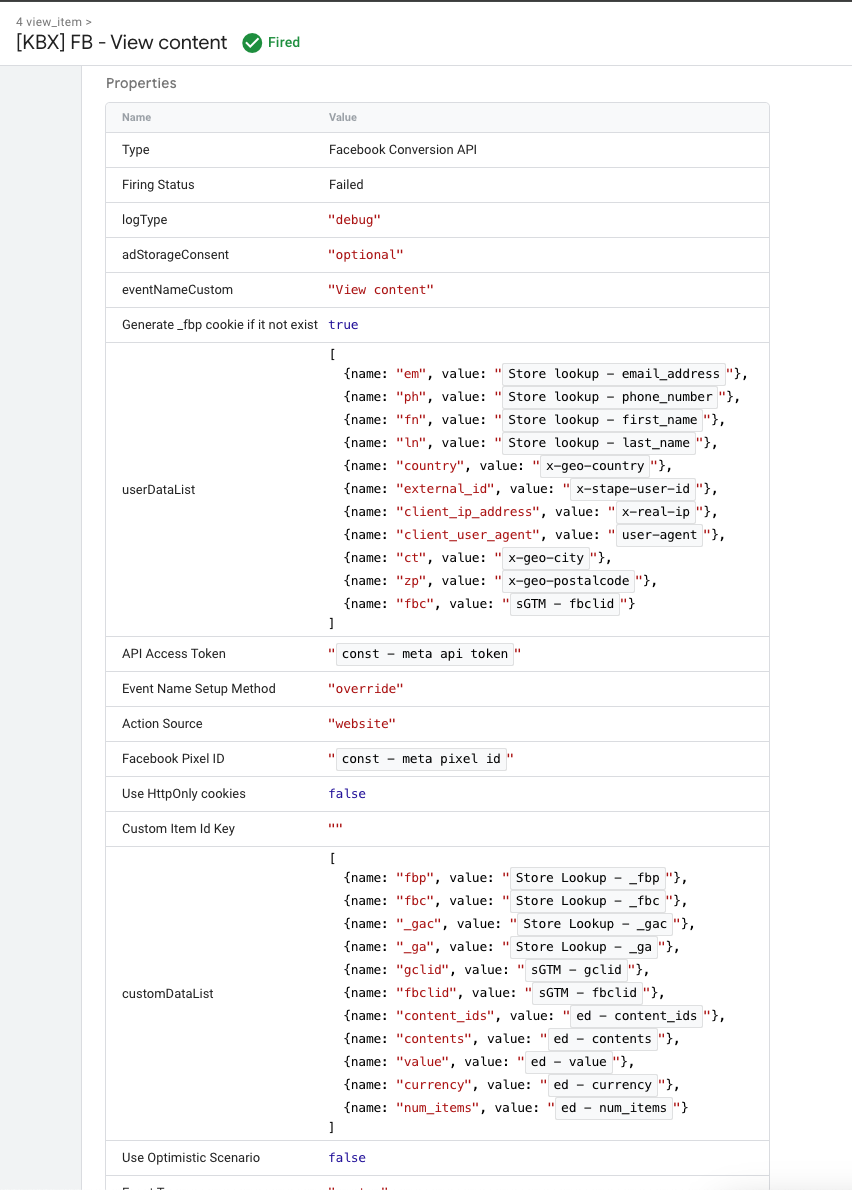 4 view_item >
[KBX] FB - View content Fired
Properties
Name Value
Type Facebook Conversion API
Firing Status Failed
logType "debug"
adStorageConsent "optional"
eventNameCustom "View content"
Generate _fbp cookie if it not exist true
userDataList
[
{name: "em", value: "Store lookup - email_address"},
{name: "ph", value: "Store lookup - phone_number"},
{name: "fn", value: "Store lookup - first_name"},
{name: "ln", value: "Store lookup - last_name"},
{name: "country", value: "x-geo-country"},
{name: "external_id", value: "x-stape-user-id"},
{name: "client_ip_address", value: "x-real-ip"},
{name: "client_user_agent", value: "user-agent"},
{name: "ct", value: "x-geo-city"},
{name: "zp", value: "x-geo-postalcode"},
{name: "fbc", value: "sGTM - fbclid"}
]
API Access Token "const - meta api token"
Event Name Setup Method "override"
Action Source "website"
Facebook Pixel ID "const - meta pixel id"
Use HttpOnly cookies false
Custom Item Id Key ""
customDataList
[
{name: "fbp", value: "Store Lookup - _fbp"},
{name: "fbc", value: "Store Lookup - _fbc"},
{name: "_gac", value: "Store Lookup - _gac"},
{name: "_ga", value: "Store Lookup - _ga"},
{name: "gclid", value: "sGTM - gclid"},
{name: "fbclid", value: "sGTM - fbclid"},
{name: "content_ids", value: "ed - content_ids"},
{name: "contents", value: "ed - contents"},
{name: "value", value: "ed - value"},
{name: "currency", value: "ed - currency"},
{name: "num_items", value: "ed - num_items"}
]
Use Optimistic Scenario false